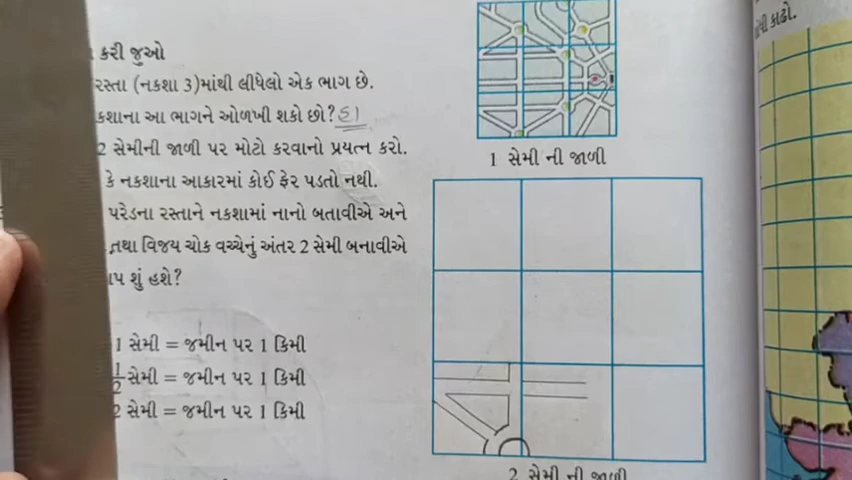 કરી જુઓ
રસ્તા (નકશા 3)માંથી લીધેલો એક ભાગ છે.
કશાના આ ભાગને ઓળખી શકો છો? હા
2 સેમીની જાળી પર મોટો કરવાનો પ્રયત્ન કરો.
કે નકશાના આકારમાં કોઈ ફેર પડતો નથી.
પરેડના રસ્તાને નકશામાં નાનો બતાવીએ અને
તથા વિજય ચોક વચ્ચેનું અંતર 2 સેમી બનાવીએ
શું હશે?
1 સેમી = જમીન પર 1 કિમી
1/2 સેમી = જમીન પર 1 કિમી
2 સેમી = જમીન પર 1 કિમી
1 સેમી ની જાળી
2 સેમી ની જાળી
કાઢો.